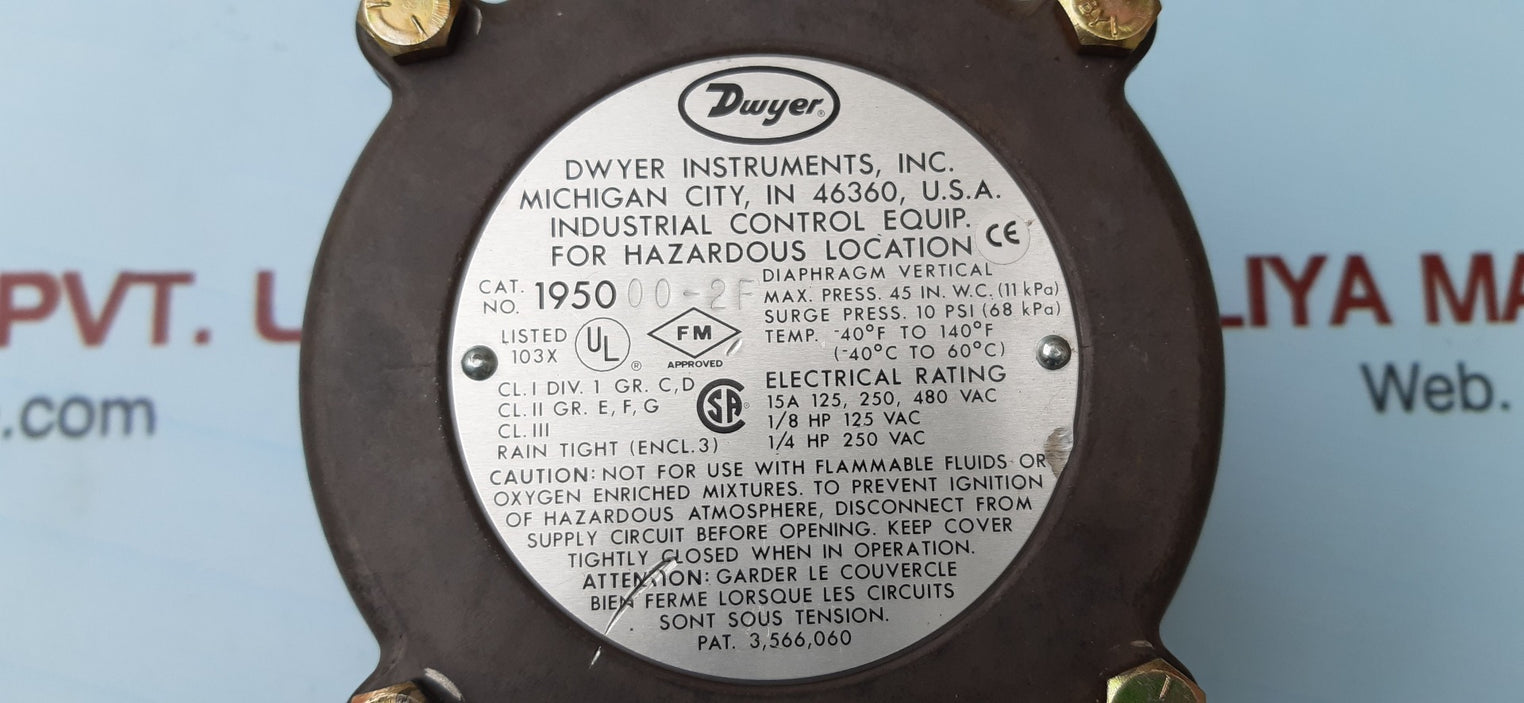 Dwyer®
DWYER INSTRUMENTS, INC.
MICHIGAN CITY, IN 46360, U.S.A.
INDUSTRIAL CONTROL EQUIP.
FOR HAZARDOUS LOCATION CE
CAT. NO. 1950 00-2F
DIAPHRAGM VERTICAL
MAX. PRESS. 45 IN. W.C. (11 kPa)
SURGE PRESS. 10 PSI (68 kPa)
TEMP. -40°F TO 140°F
(-40°C TO 60°C)
LISTED
103X
UL ®
FM
APPROVED
CL. I DIV. 1 GR. C, D
CL. II GR. E, F, G
CL. III
RAIN TIGHT (ENCL.3)
SA®
ELECTRICAL RATING
15A 125, 250, 480 VAC
1/8 HP 125 VAC
1/4 HP 250 VAC
CAUTION: NOT FOR USE WITH FLAMMABLE FLUIDS OR
OXYGEN ENRICHED MIXTURES. TO PREVENT IGNITION
OF HAZARDOUS ATMOSPHERE, DISCONNECT FROM
SUPPLY CIRCUIT BEFORE OPENING. KEEP COVER
TIGHTLY CLOSED WHEN IN OPERATION.
ATTENTION: GARDER LE COUVERCLE
BIEN FERME LORSQUE LES CIRCUITS
SONT SOUS TENSION.
PAT. 3,566,060
PVT. U
LIYA MA
.com
Web.